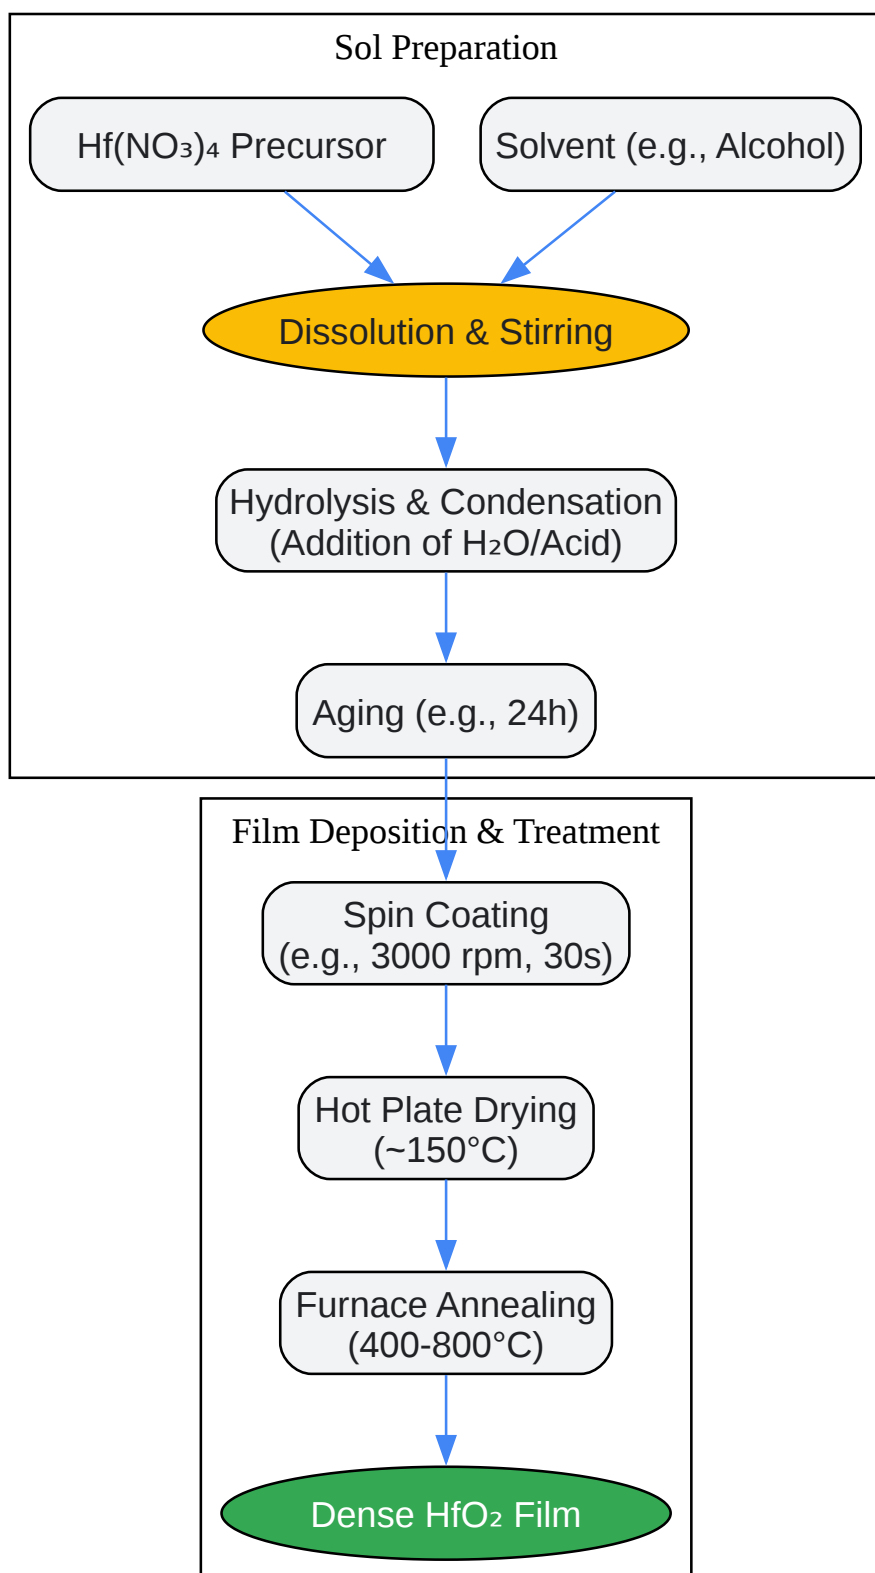 Sol Preparation
Hf(NO₃)₄ Precursor
Solvent (e.g., Alcohol)
Dissolution & Stirring
Hydrolysis & Condensation
(Addition of H₂O/Acid)
Aging (e.g., 24h)
Film Deposition & Treatment
Spin Coating
(e.g., 3000 rpm, 30s)
Hot Plate Drying
(~150°C)
Furnace Annealing
(400-800°C)
Dense HfO₂ Film